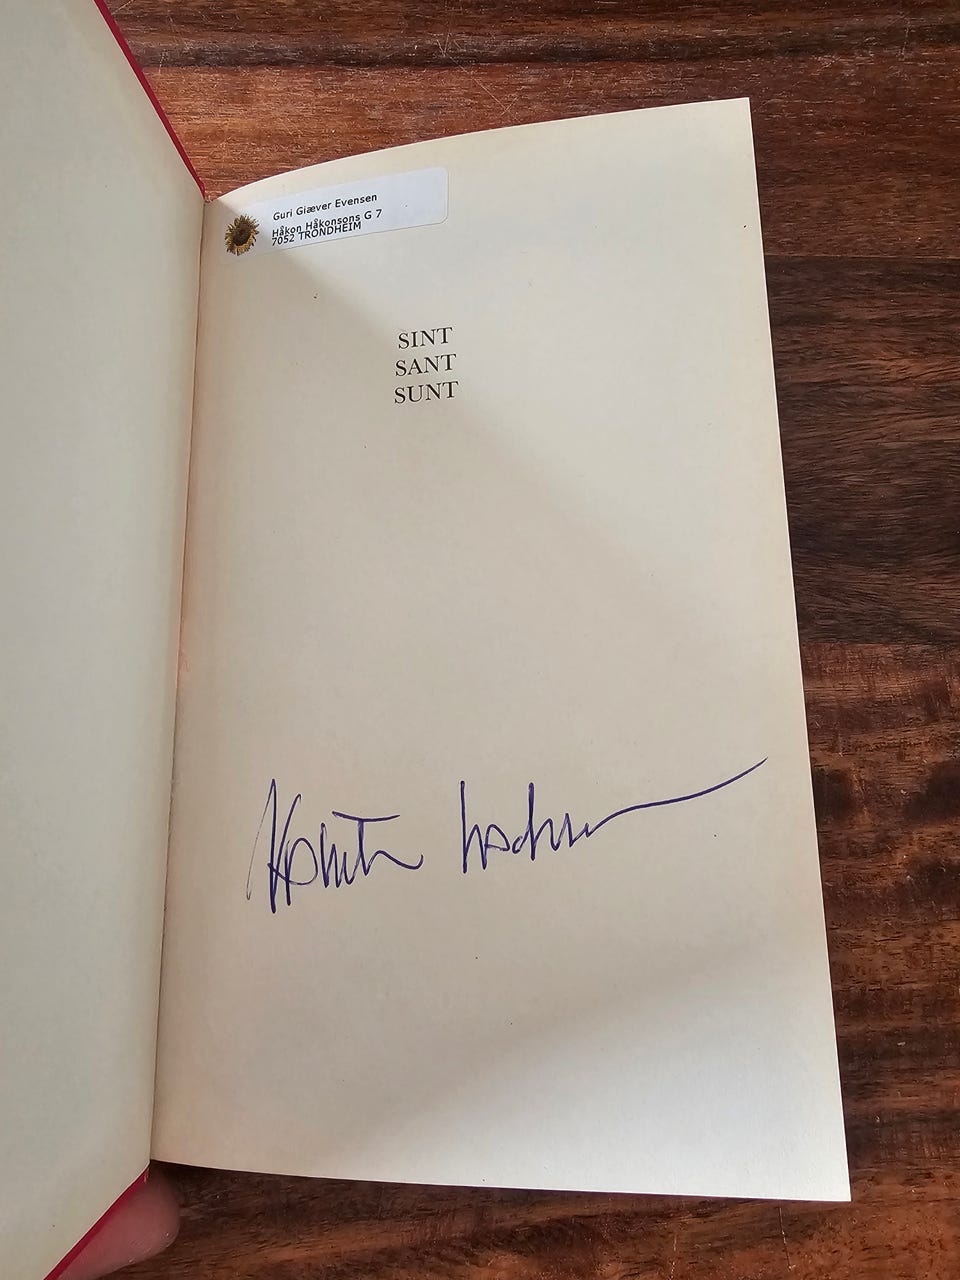 Guri Giæver Evensen
Håkon Håkonsons G 7
7052 TRONDHEIM
SINT
SANT
SUNT